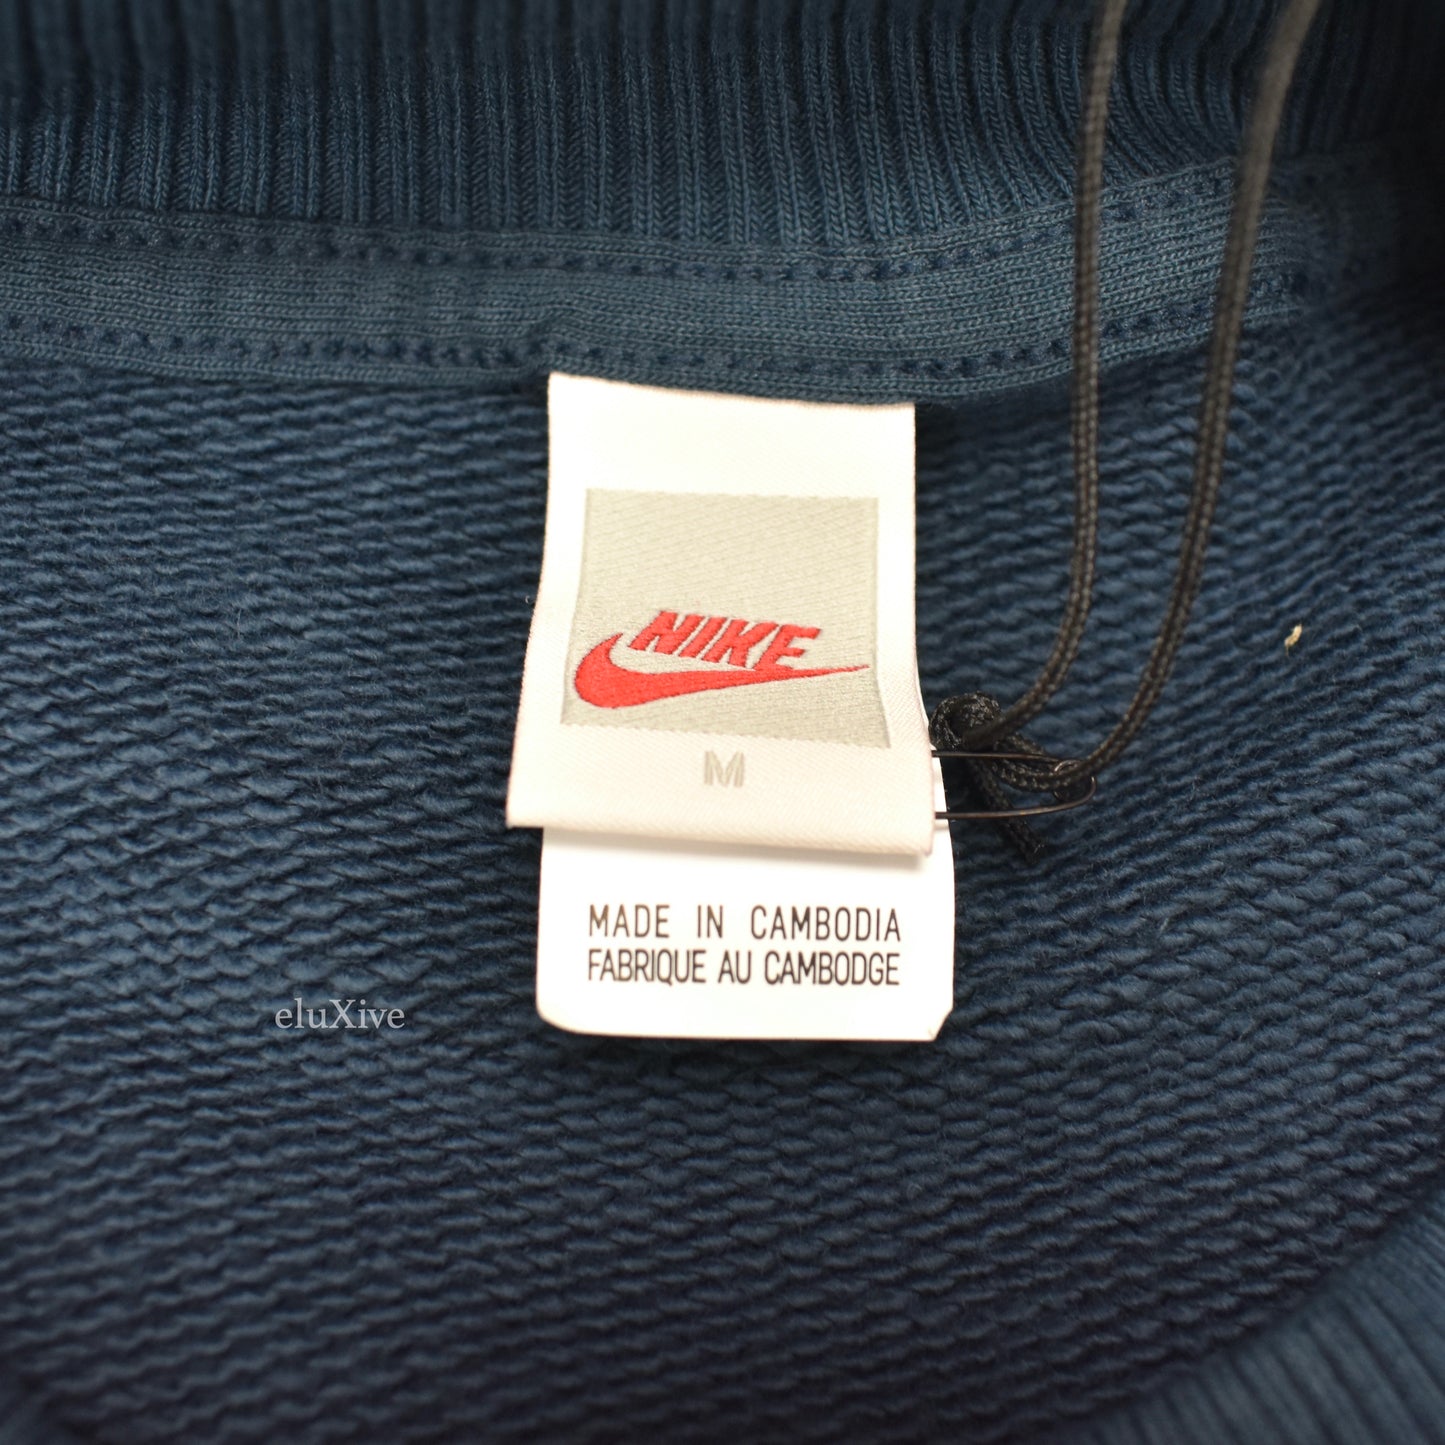 NIKE
M
MADE IN CAMBODIA
FABRIQUE AU CAMBODGE
eluXive